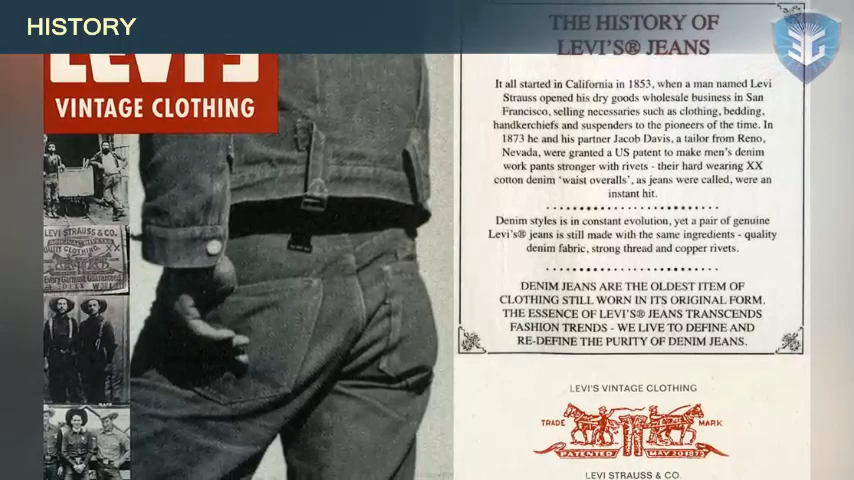 HISTORY
LEVI'S
VINTAGE CLOTHING
LEVI STRAUSS & CO.
THE HISTORY OF
LEVI'S® JEANS
It all started in California in 1853, when a man named Levi
Strauss opened his dry goods wholesale business in San
Francisco, selling necessaries such as clothing, bedding,
handkerchiefs and suspenders to the pioneers of the time. In
1873 he and his partner Jacob Davis, a tailor from Reno,
Nevada, were granted a US patent to make men's denim
work pants stronger with rivets - their hard wearing XX
cotton denim 'waist overalls', as jeans were called, were an
instant hit.
Denim styles is in constant evolution, yet a pair of genuine
Levi's® jeans is still made with the same ingredients - quality
denim fabric, strong thread and copper rivets.
DENIM JEANS ARE THE OLDEST ITEM OF
CLOTHING STILL WORN IN ITS ORIGINAL FORM.
THE ESSENCE OF LEVI'S® JEANS TRANSCENDS
FASHION TRENDS - WE LIVE TO DEFINE AND
RE-DEFINE THE PURITY OF DENIM JEANS.
LEVI'S VINTAGE CLOTHING
TRADE MARK
PATENTED MAY 20 1873
LEVI STRAUSS & CO.